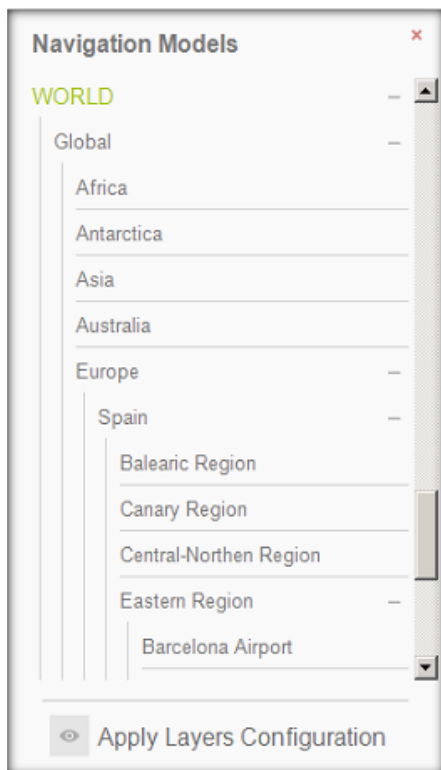 Navigation Models
WORLD
Global
Africa
Antarctica
Asia
Australia
Europe
Spain
Balearic Region
Canary Region
Central-Northen Region
Eastern Region
Barcelona Airport
Apply Layers Configuration